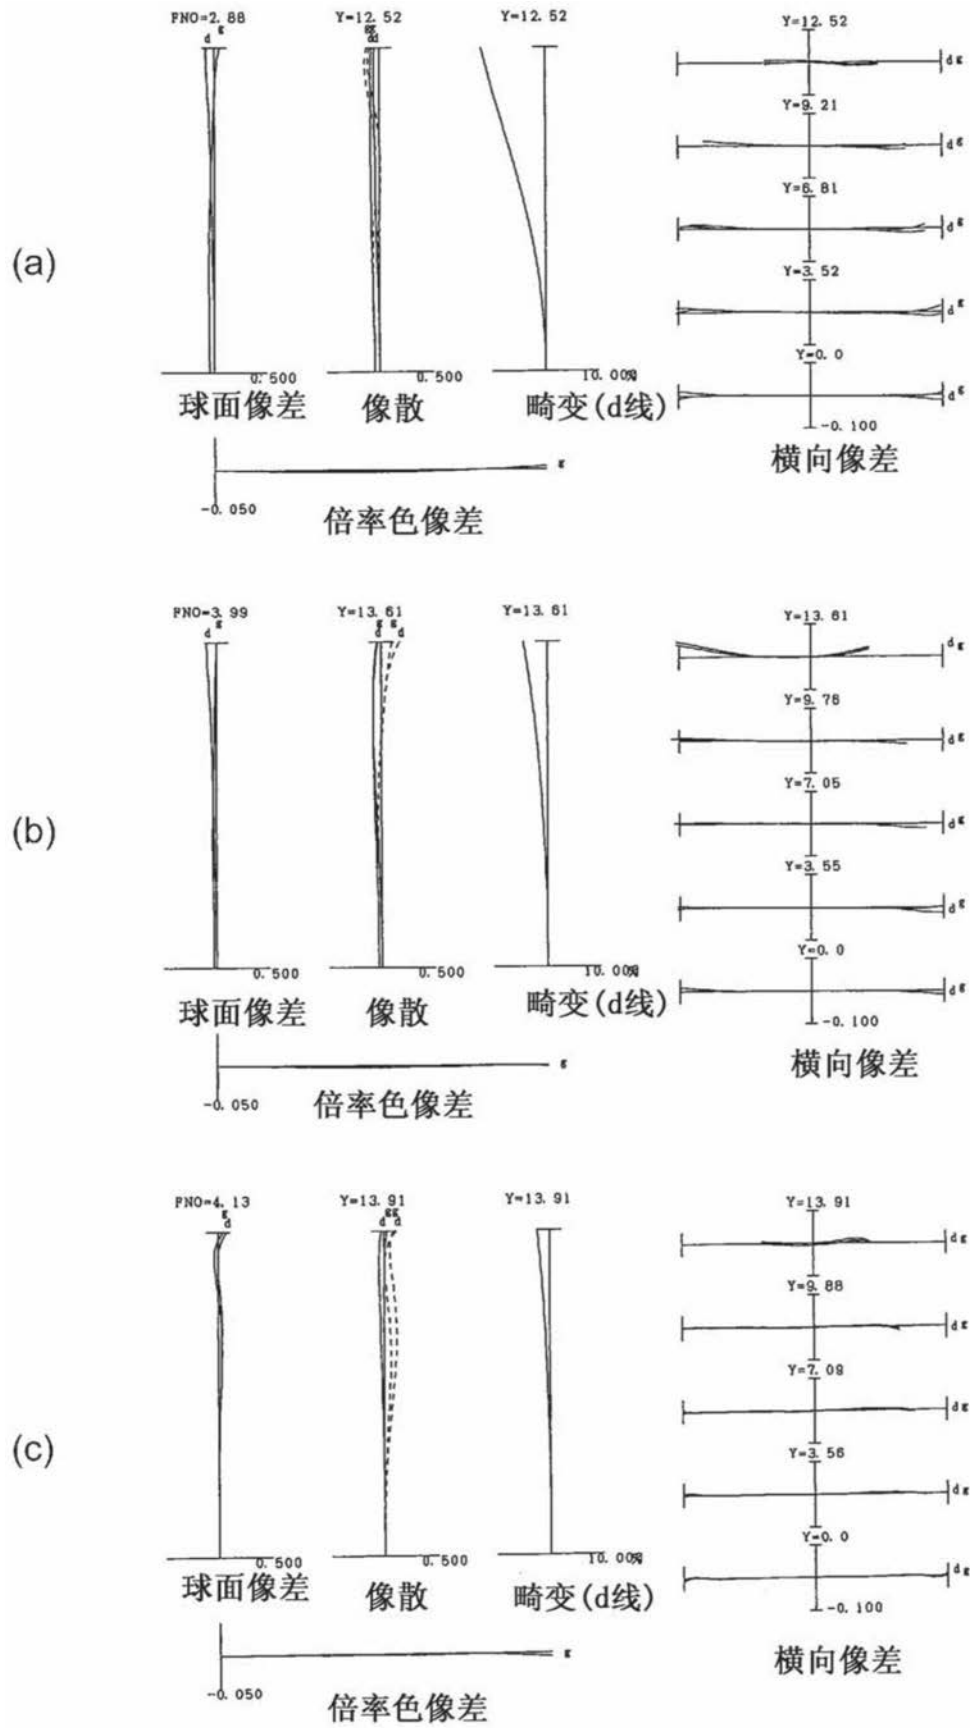 (a)
FNO=2.88
d g
0.500
球面像差
Y=12.52
g g
d d
0.500
像散
Y=12.52
10.00%
畸变(d线)
Y=12.52
d g
Y=9.21
d g
Y=6.81
d g
Y=3.52
d g
Y=0.0
d g
-0.100
横向像差
g
-0.050
倍率色像差
(b)
FNO=3.99
d g
0.500
球面像差
Y=13.61
g g
d d
0.500
像散
Y=13.61
10.00%
畸变(d线)
Y=13.61
d g
Y=9.76
d g
Y=7.05
d g
Y=3.55
d g
Y=0.0
d g
-0.100
横向像差
g
-0.050
倍率色像差
(c)
FNO=4.13
g
d
0.500
球面像差
Y=13.91
g g
d d
0.500
像散
Y=13.91
10.00%
畸变(d线)
Y=13.91
d g
Y=9.88
d g
Y=7.09
d g
Y=3.56
d g
Y=0.0
d g
-0.100
横向像差
g
-0.050
倍率色像差